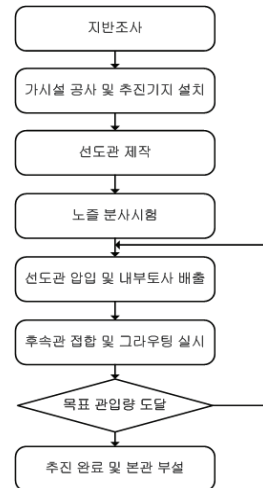 지반조사
가시설 공사 및 추진기지 설치
선도관 제작
노즐 분사시험
선도관 압입 및 내부토사 배출
후속관 접합 및 그라우팅 실시
목표 관입량 도달
추진 완료 및 본관 부설